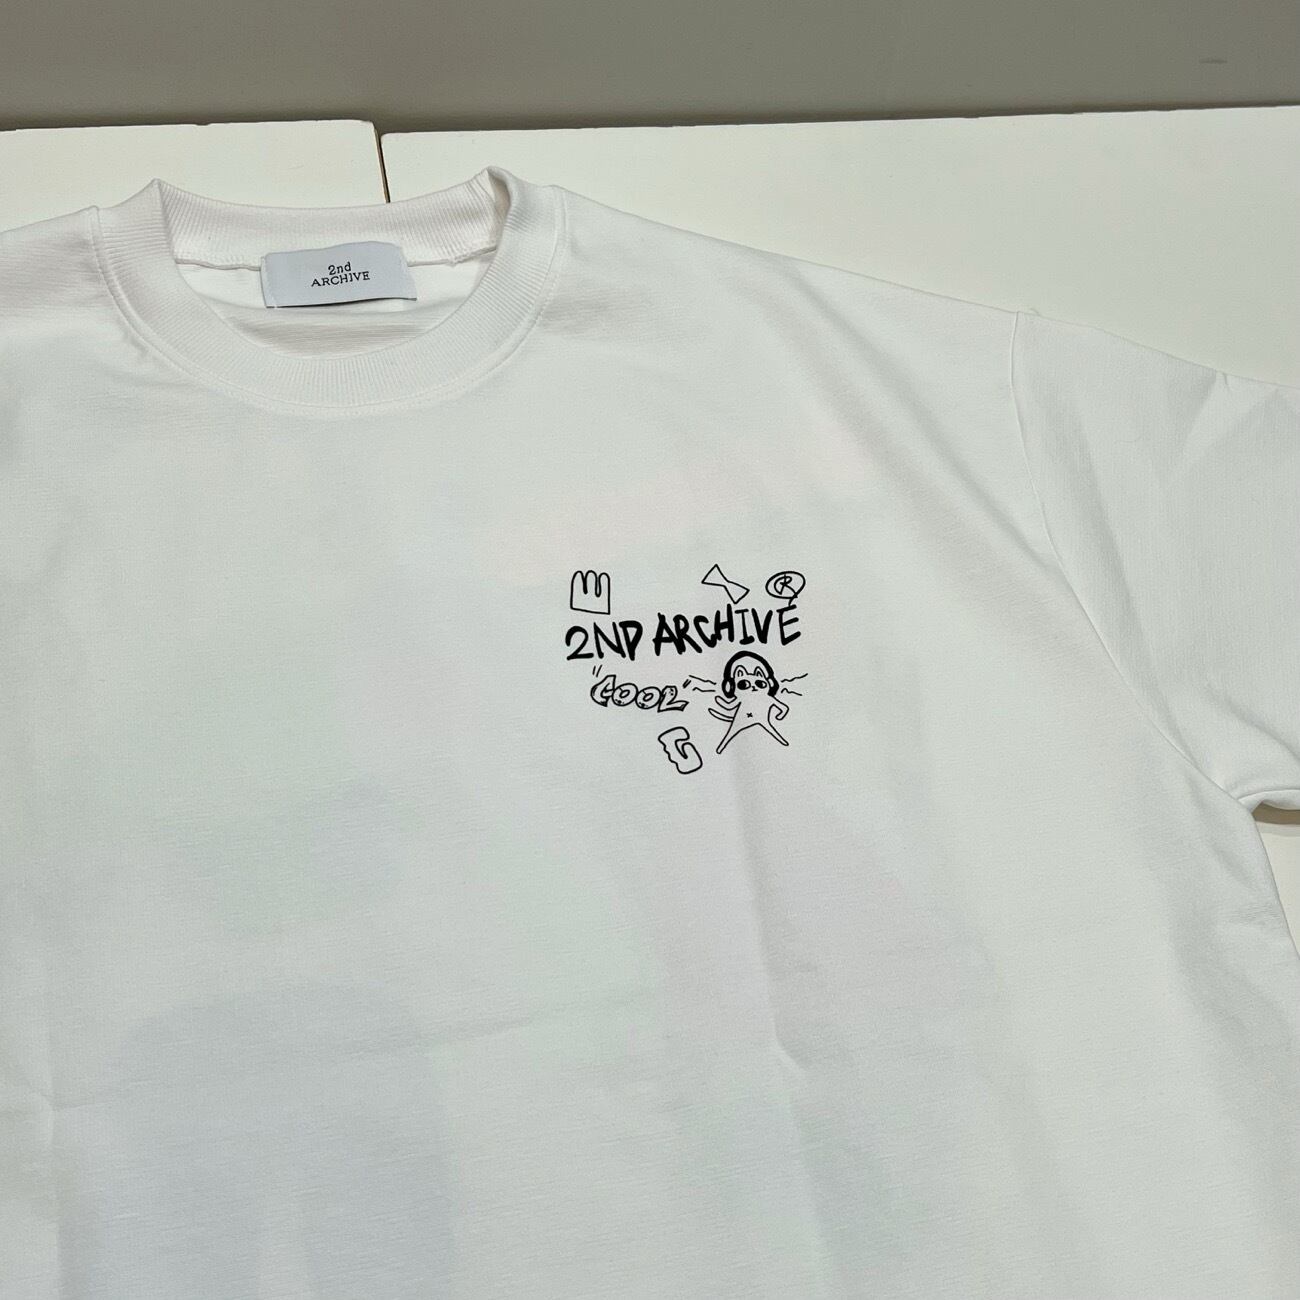 2nd
ARCHIVE
®
2ND ARCHIVE
"COOL"